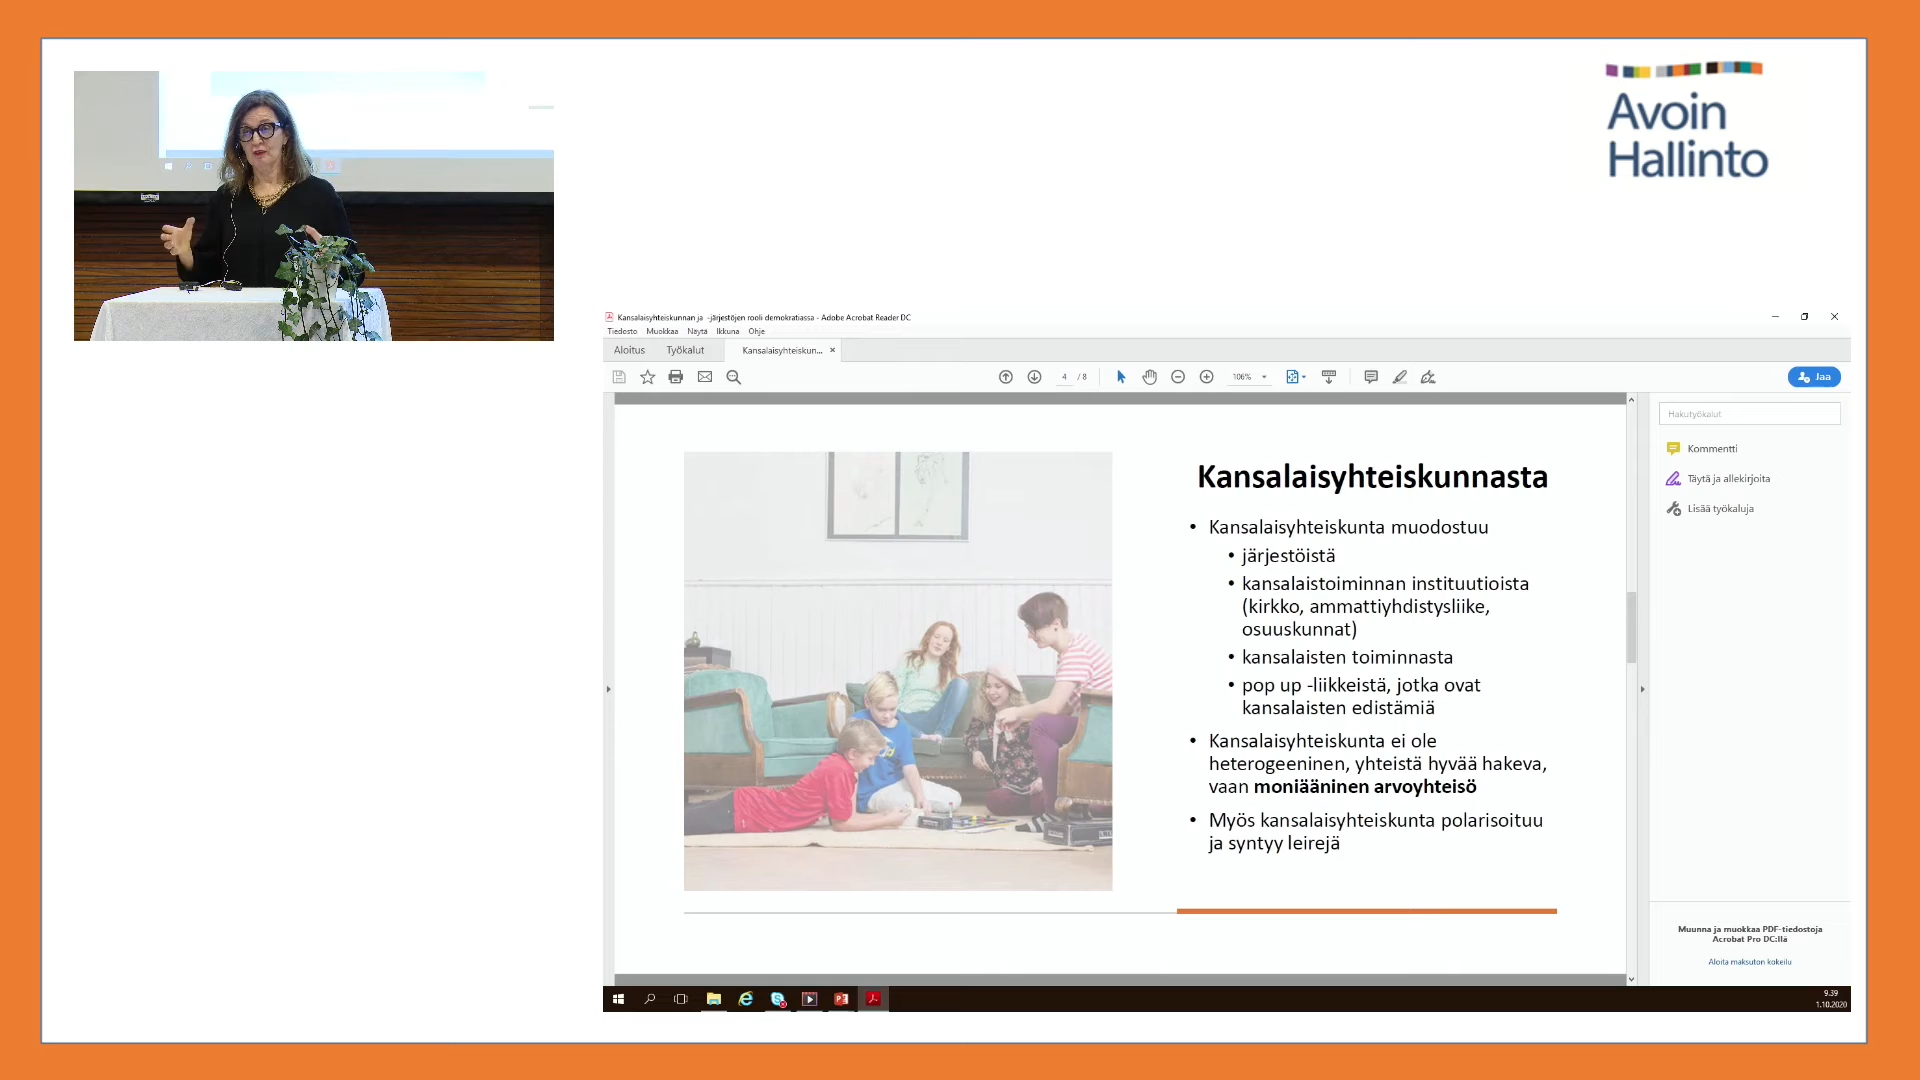 Avoin
Hallinto
Kansalaisyhteiskunnan ja -järjestöjen rooli demokratiassa - Adobe Acrobat Reader DC
Tiedosto Muokkaa Näytä Ikkuna Ohje
Aloitus Työkalut Kansalaisyhteiskun... ×
4 / 8 106% Jaa
Hakutyökalut
Kommentti
Täytä ja allekirjoita
Lisää työkaluja
Kansalaisyhteiskunnasta
• Kansalaisyhteiskunta muodostuu
• järjestöistä
• kansalaistoiminnan instituutioista
(kirkko, ammattiyhdistysliike,
osuuskunnat)
• kansalaisten toiminnasta
• pop up -liikkeistä, jotka ovat
kansalaisten edistämiä
• Kansalaisyhteiskunta ei ole
heterogeeninen, yhteistä hyvää hakeva,
vaan moniääninen arvoyhteisö
• Myös kansalaisyhteiskunta polarisoituu
ja syntyy leirejä
Muunna ja muokkaa PDF-tiedostoja
Acrobat Pro DC:llä
Aloita maksuton kokeilu
9.39
1.10.2020